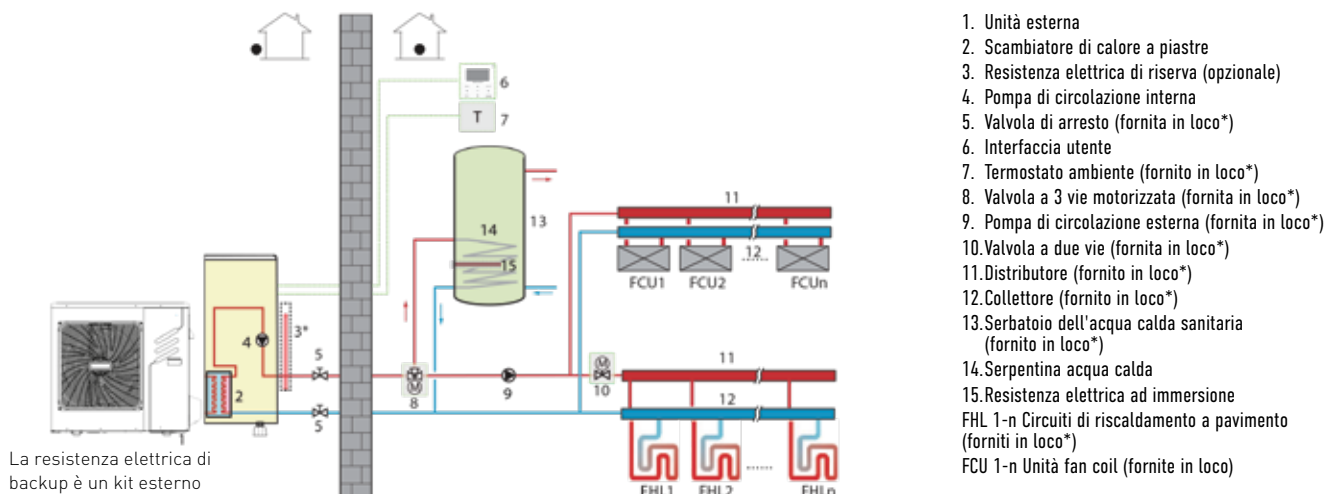 6
7
T
13
14
15
11
12
FCU1
FCU2
FCUn
3*
4
5
2
8
9
10
11
12
5
1
FHL1
FHL2
FHLn
La resistenza elettrica di
backup è un kit esterno
1. Unità esterna
2. Scambiatore di calore a piastre
3. Resistenza elettrica di riserva (opzionale)
4. Pompa di circolazione interna
5. Valvola di arresto (fornita in loco*)
6. Interfaccia utente
7. Termostato ambiente (fornito in loco*)
8. Valvola a 3 vie motorizzata (fornita in loco*)
9. Pompa di circolazione esterna (fornita in loco*)
10.Valvola a due vie (fornita in loco*)
11.Distributore (fornito in loco*)
12.Collettore (fornito in loco*)
13.Serbatoio dell'acqua calda sanitaria
(fornito in loco*)
14.Serpentina acqua calda
15.Resistenza elettrica ad immersione
FHL 1-n Circuiti di riscaldamento a pavimento
(forniti in loco*)
FCU 1-n Unità fan coil (fornite in loco)